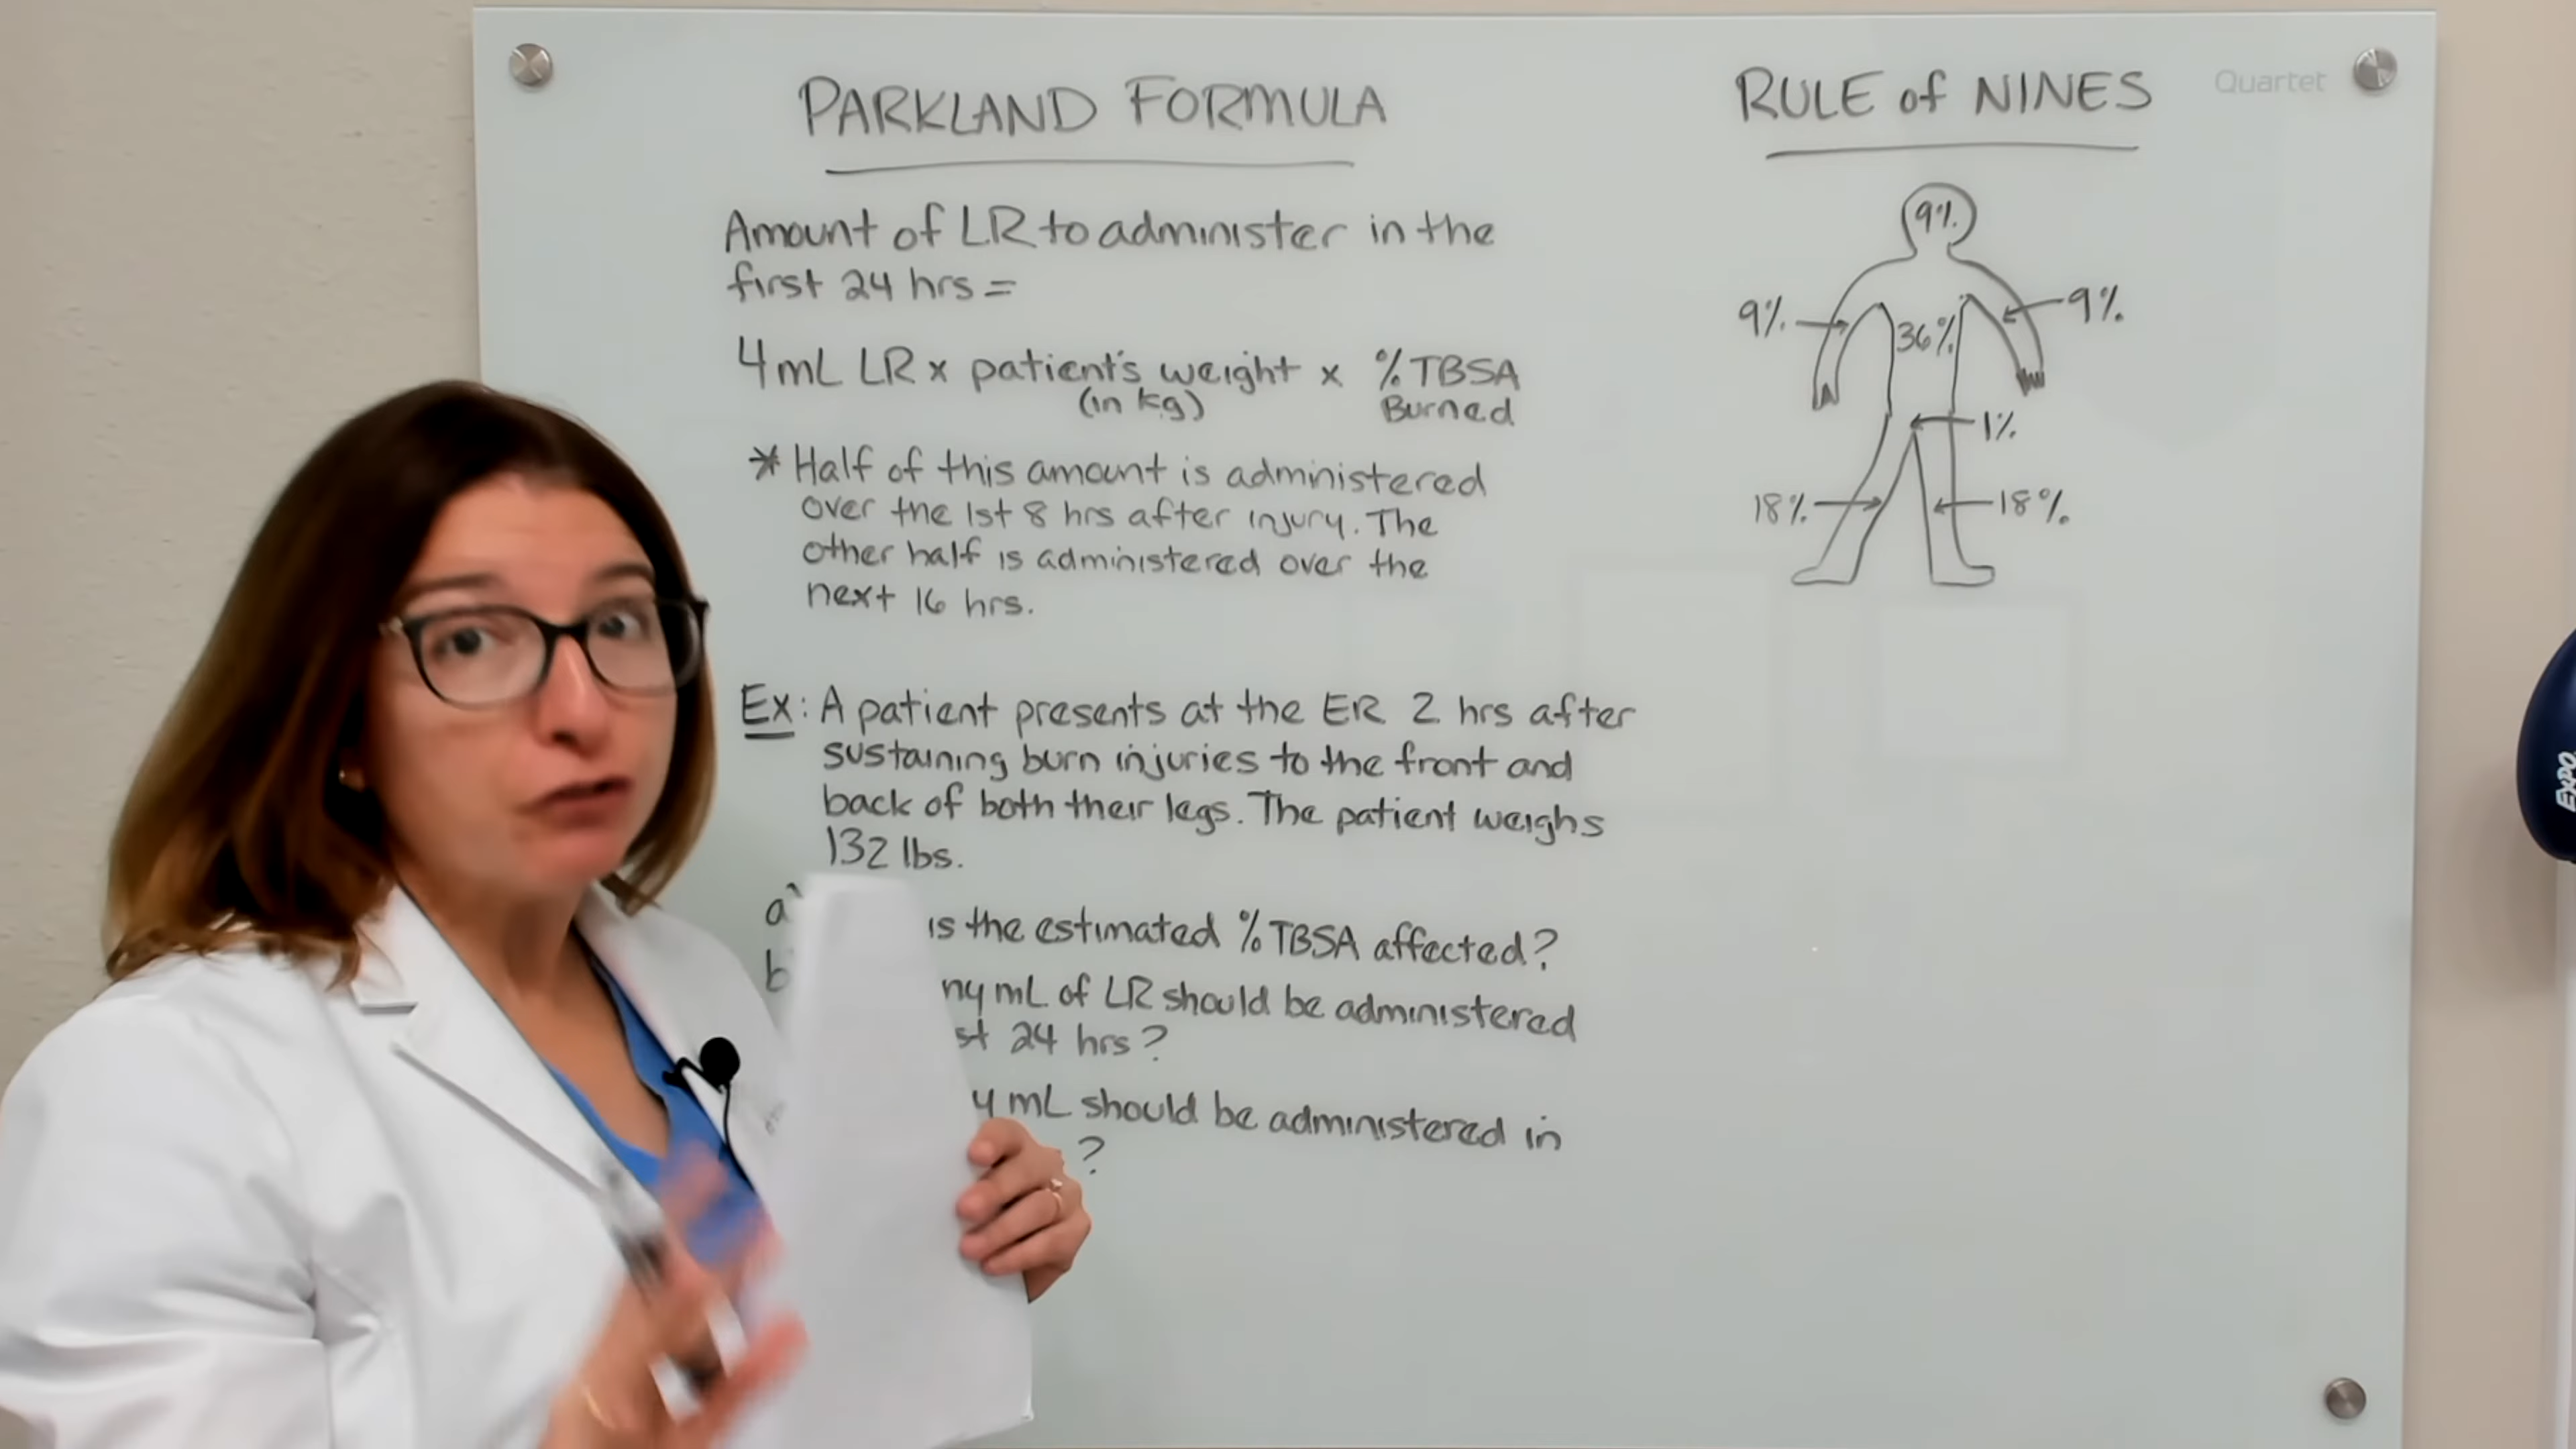 PARKLAND FORMULA
Amount of LR to administer in the
first 24 hrs =
4mL LR x patient's weight x % TBSA
(in kg) Burned
* Half of this amount is administered
over the 1st 8 hrs after injury. The
other half is administered over the
next 16 hrs.
Ex: A patient presents at the ER 2 hrs after
sustaining burn injuries to the front and
back of both their legs. The patient weighs
132 lbs.
a) is the estimated % TBSA affected?
b ny mL of LR should be administered
st 24 hrs?
y mL should be administered in
?
RULE of NINES
Quartet
9%
9% 9%
36%
1%
18% 18%
EXPO